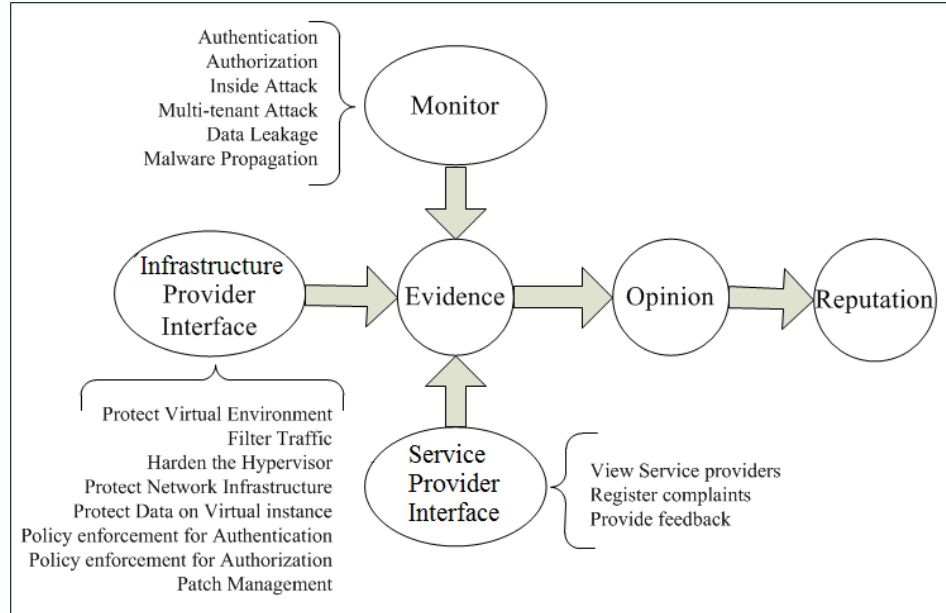 Authentication
Authorization
Inside Attack
Multi-tenant Attack
Data Leakage
Malware Propagation
Monitor
Infrastructure
Provider
Interface
Evidence
Opinion
Reputation
Protect Virtual Environment
Filter Traffic
Harden the Hypervisor
Protect Network Infrastructure
Protect Data on Virtual instance
Policy enforcement for Authentication
Policy enforcement for Authorization
Patch Management
Service
Provider
Interface
View Service providers
Register complaints
Provide feedback